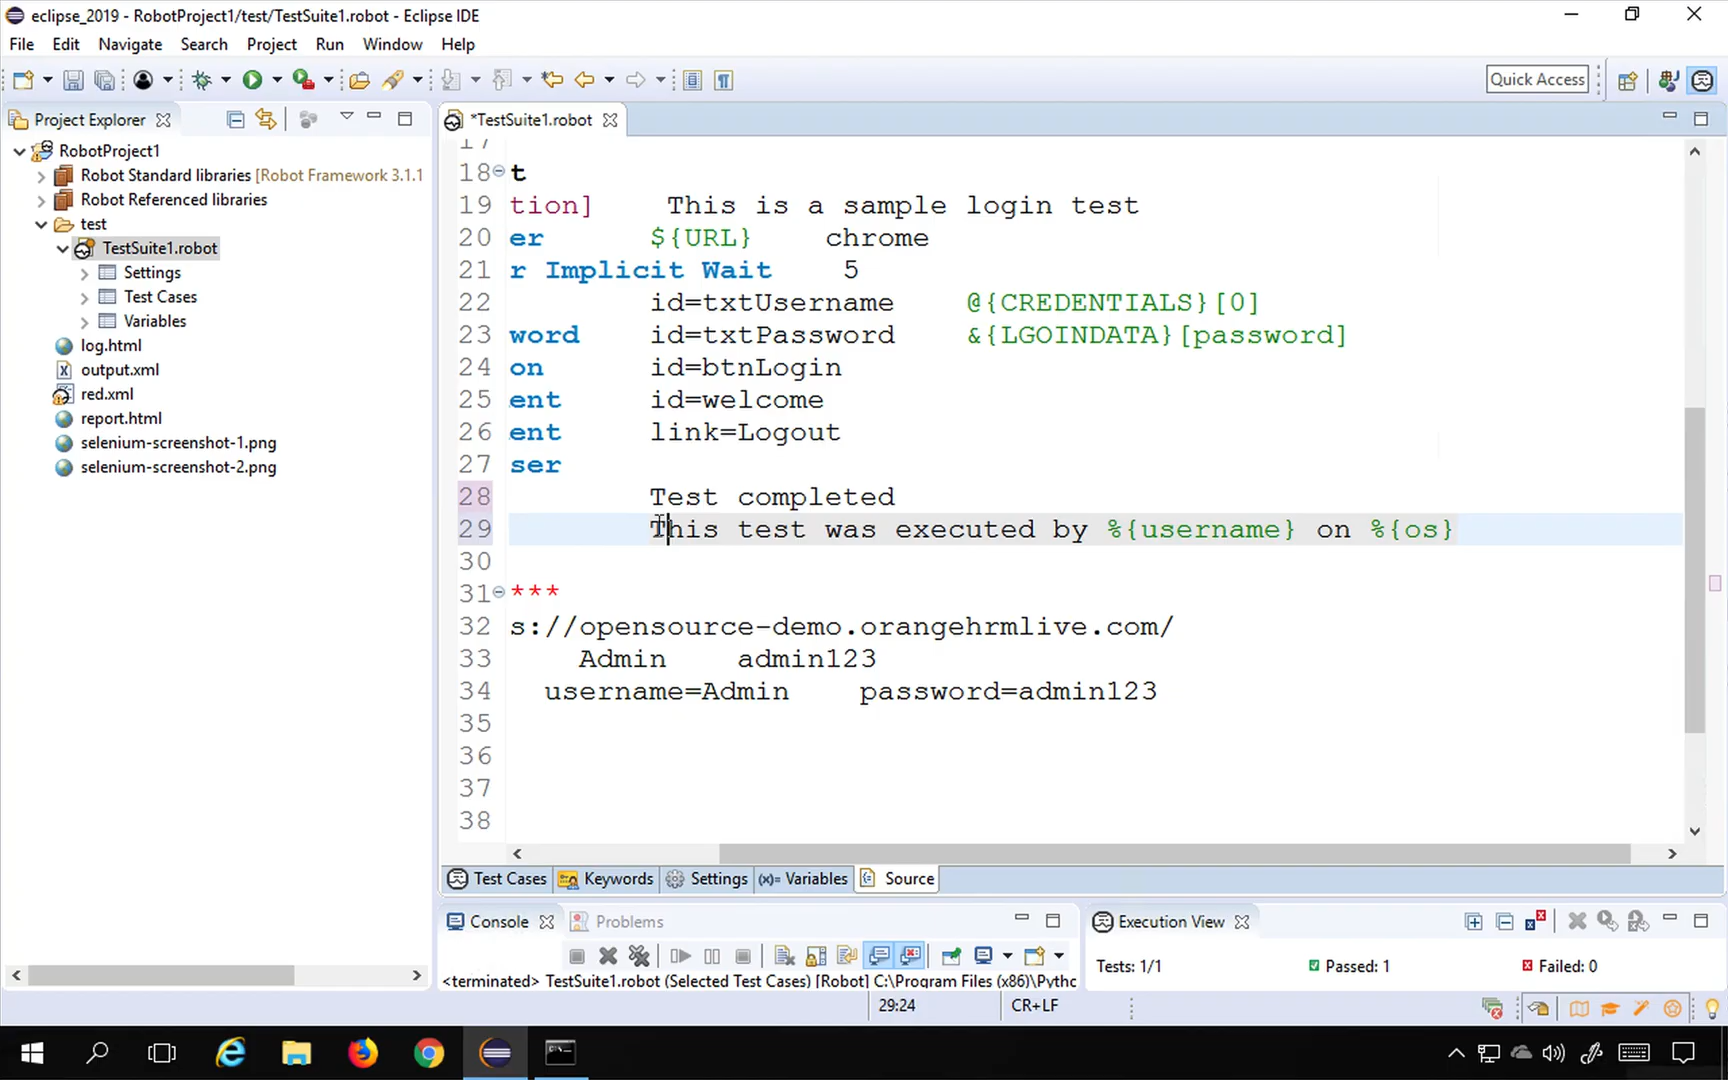 eclipse_2019 - RobotProject1/test/TestSuite1.robot - Eclipse IDE
File Edit Navigate Search Project Run Window Help
Quick Access
Project Explorer
*TestSuite1.robot
RobotProject1
Robot Standard libraries [Robot Framework 3.1.1
Robot Referenced libraries
test
TestSuite1.robot
Settings
Test Cases
Variables
log.html
output.xml
red.xml
report.html
selenium-screenshot-1.png
selenium-screenshot-2.png
17
18 t
19 tion] This is a sample login test
20 er ${URL} chrome
21 r Implicit Wait 5
22 id=txtUsername @{CREDENTIALS}[0]
23 word id=txtPassword &{LGOINDATA}[password]
24 on id=btnLogin
25 ent id=welcome
26 ent link=Logout
27 ser
28 Test completed
29 This test was executed by %{username} on %{os}
30
31 ***
32 s://opensource-demo.orangehrmlive.com/
33 Admin admin123
34 username=Admin password=admin123
35
36
37
38
Test Cases Keywords Settings (x)= Variables Source
Console Problems
<terminated> TestSuite1.robot (Selected Test Cases) [Robot] C:\Program Files (x86)\Pythc
Execution View
Tests: 1/1 Passed: 1 Failed: 0
29:24 CR+LF